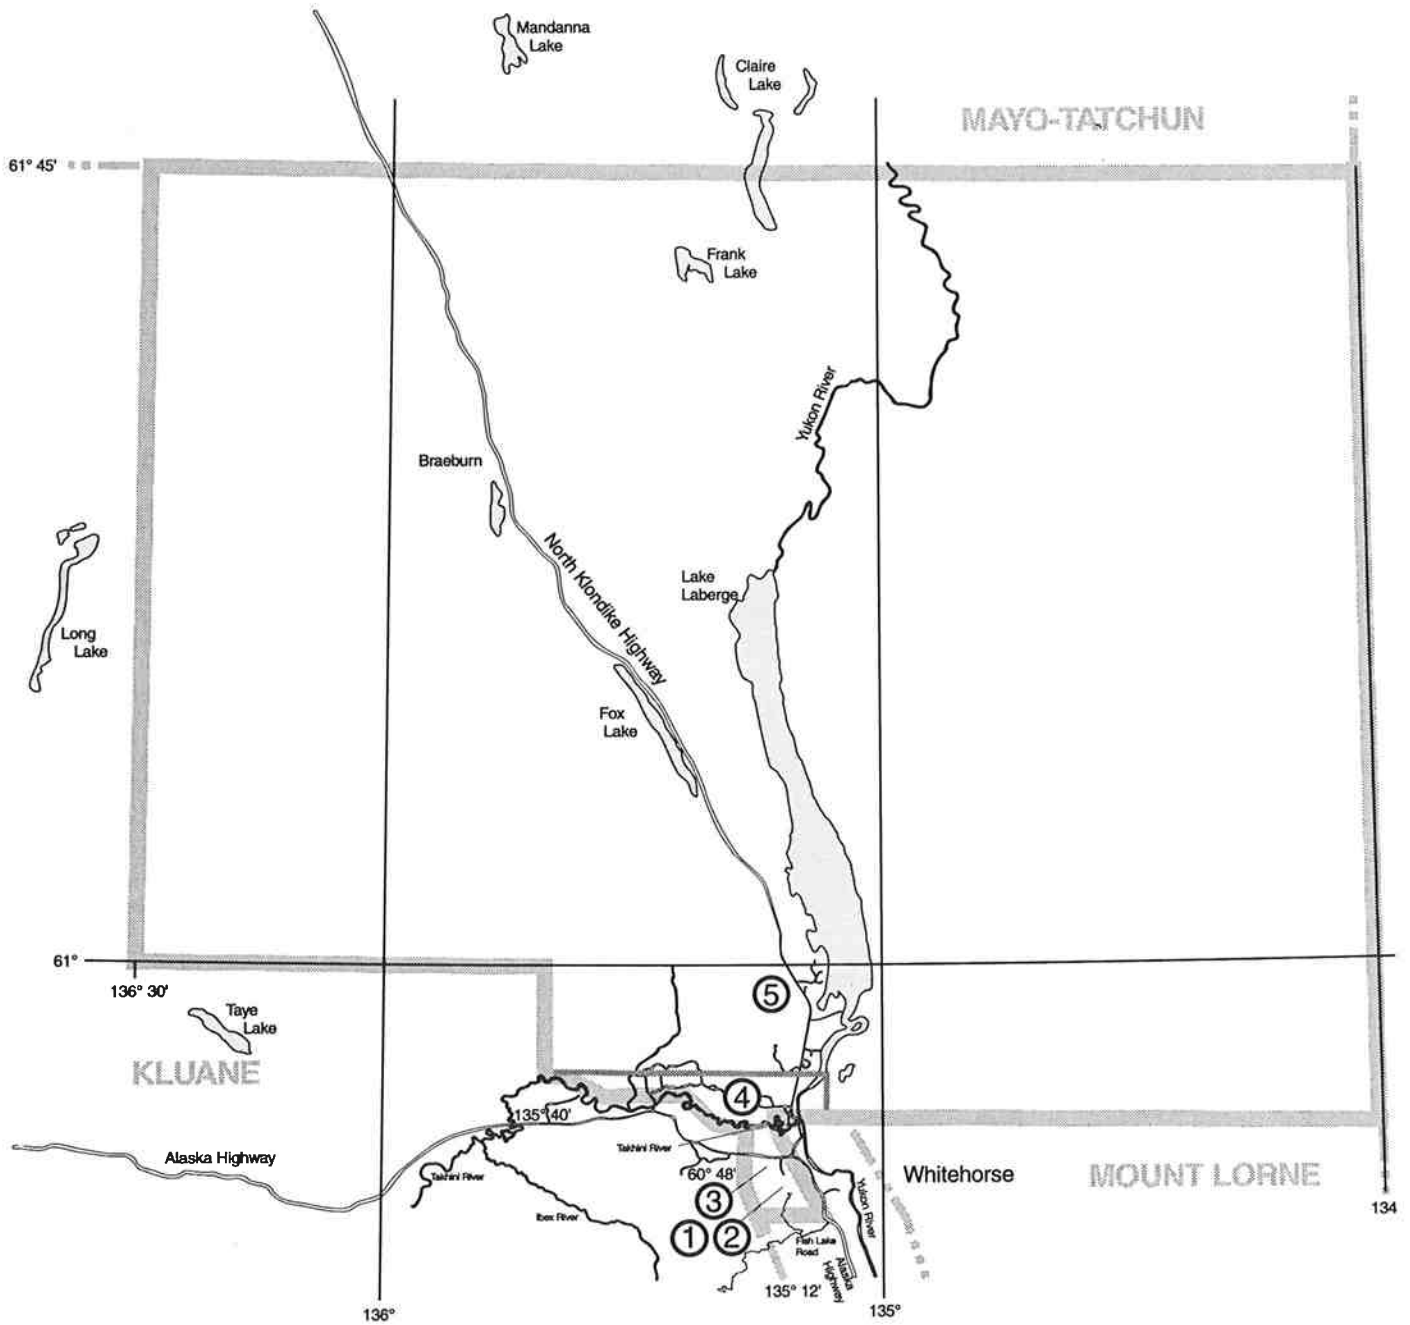 Mandanna
Lake
Claire
Lake
MAYO-TATCHUN
61° 45'
Frank
Lake
Yukon River
Braeburn
North Klondike Highway
Lake
Laberge
Long
Lake
Fox
Lake
61°
136° 30'
5
Taye
Lake
KLUANE
4
135° 40'
Takhini River
Alaska Highway
Takhini River
60° 48'
Whitehorse
MOUNT LORNE
3
Yukon River
134
Ibex River
1
2
Fish Lake
Road
Alaska
Highway
135° 12'
136°
135°